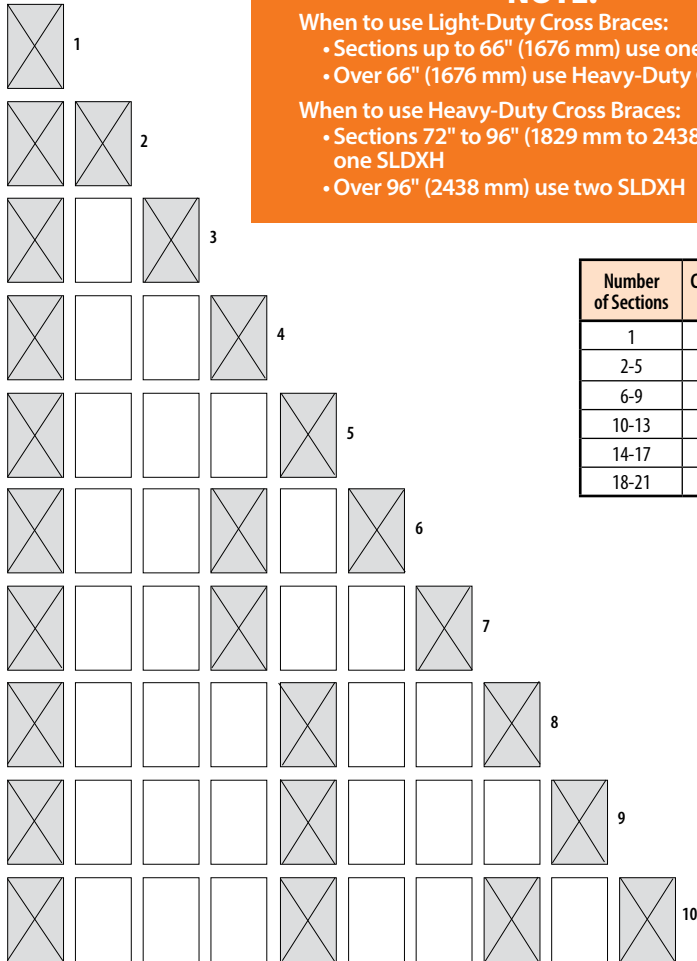 NOTE:
When to use Light-Duty Cross Braces:
• Sections up to 66" (1676 mm) use one
• Over 66" (1676 mm) use Heavy-Duty
When to use Heavy-Duty Cross Braces:
• Sections 72" to 96" (1829 mm to 2438
one SLDXH
• Over 96" (2438 mm) use two SLDXH
1
2
3
4
5
6
7
8
9
10
Number
of Sections
1
2-5
6-9
10-13
14-17
18-21